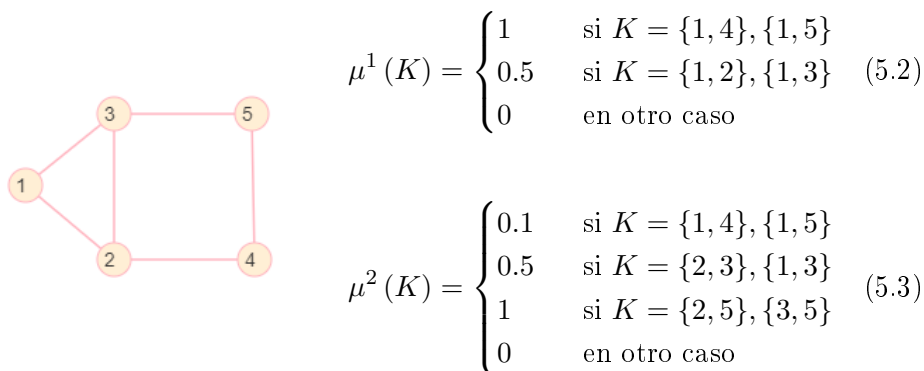 3 5
1
2 4
μ¹ (K) = { 1 si K = {1, 4}, {1, 5}
0.5 si K = {1, 2}, {1, 3} (5.2)
0 en otro caso
μ² (K) = { 0.1 si K = {1, 4}, {1, 5}
0.5 si K = {2, 3}, {1, 3}
1 si K = {2, 5}, {3, 5} (5.3)
0 en otro caso